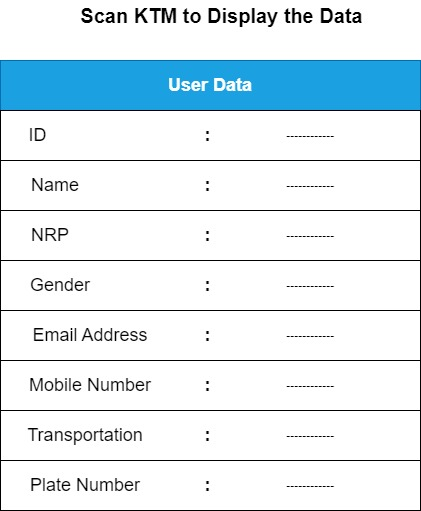 Scan KTM to Display the Data
User Data
ID : ------------
Name : ------------
NRP : ------------
Gender : ------------
Email Address : ------------
Mobile Number : ------------
Transportation : ------------
Plate Number : ------------